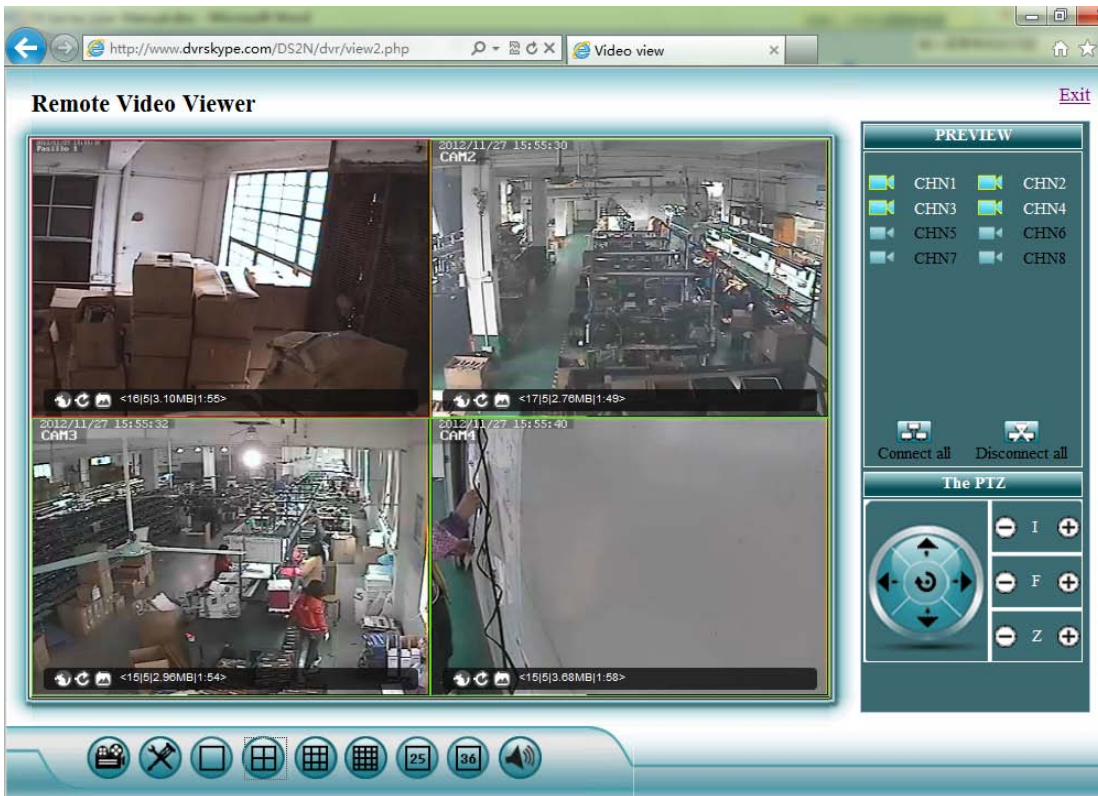 http://www.dvrskype.com/DS2N/dvr/view2.php
Video view
Remote Video Viewer
Exit
Pasillo 1
2012/11/27 15:55:30
CAM2
<16|5|3.10MB|1:55>
<17|5|2.76MB|1:49>
2012/11/27 15:55:32
CAM3
2012/11/27 15:55:40
CAM4
<15|5|2.96MB|1:54>
<15|5|3.68MB|1:58>
PREVIEW
CHN1 CHN2
CHN3 CHN4
CHN5 CHN6
CHN7 CHN8
Connect all Disconnect all
The PTZ
I
F
Z
25 36